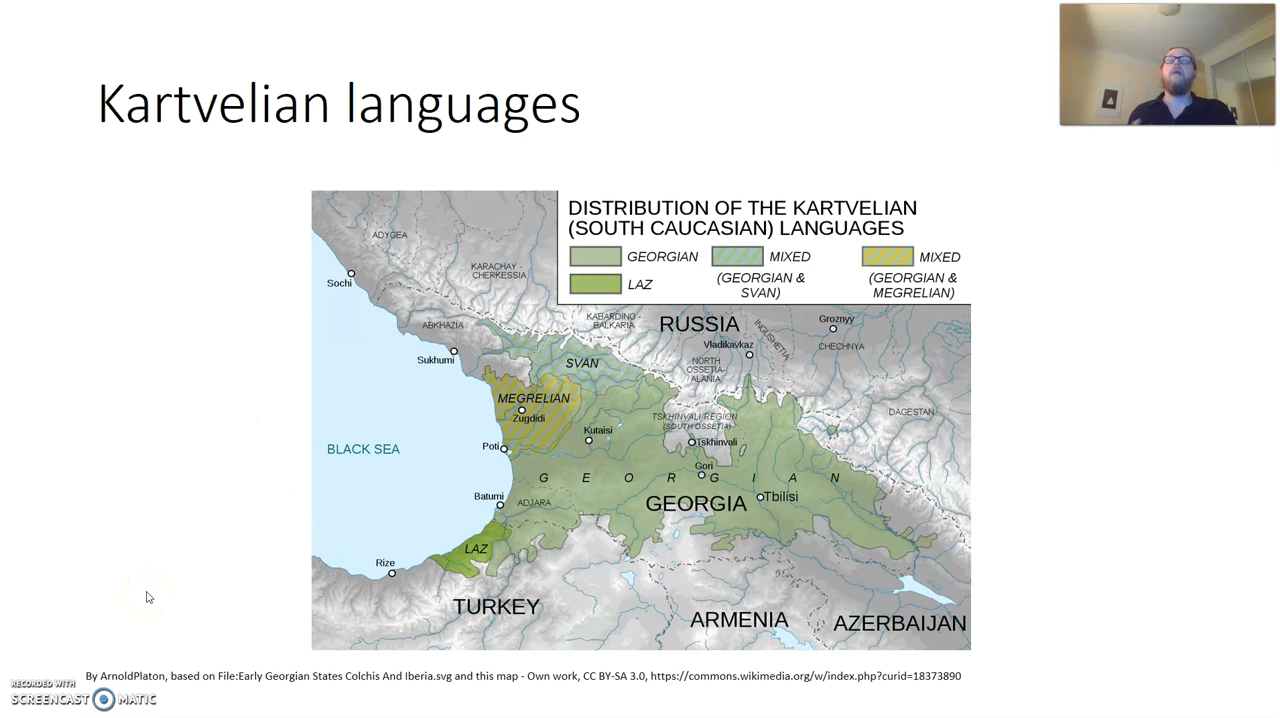 Kartvelian languages
DISTRIBUTION OF THE KARTVELIAN
(SOUTH CAUCASIAN) LANGUAGES
GEORGIAN
MIXED
(GEORGIAN &
SVAN)
MIXED
(GEORGIAN &
MEGRELIAN)
LAZ
ADYGEA
KARACHAY -
CHERKESSIA
Sochi
KABARDINO -
BALKARIA
RUSSIA
INGUSHETIA
Groznyy
ABKHAZIA
Vladikavkaz
CHECHNYA
Sukhumi
SVAN
NORTH
OSSETIA-
ALANIA
MEGRELIAN
Zugdidi
TSKHINVALI REGION
(SOUTH OSSETIA)
DAGESTAN
Kutaisi
Tskhinvali
BLACK SEA
Poti
Gori
G E O R G I A N
Batumi
ADJARA
GEORGIA
Tbilisi
LAZ
Rize
TURKEY
ARMENIA
AZERBAIJAN
By ArnoldPlaton, based on File:Early Georgian States Colchis And Iberia.svg and this map - Own work, CC BY-SA 3.0, https://commons.wikimedia.org/w/index.php?curid=18373890
RECORDED WITH
SCREENCAST MATIC